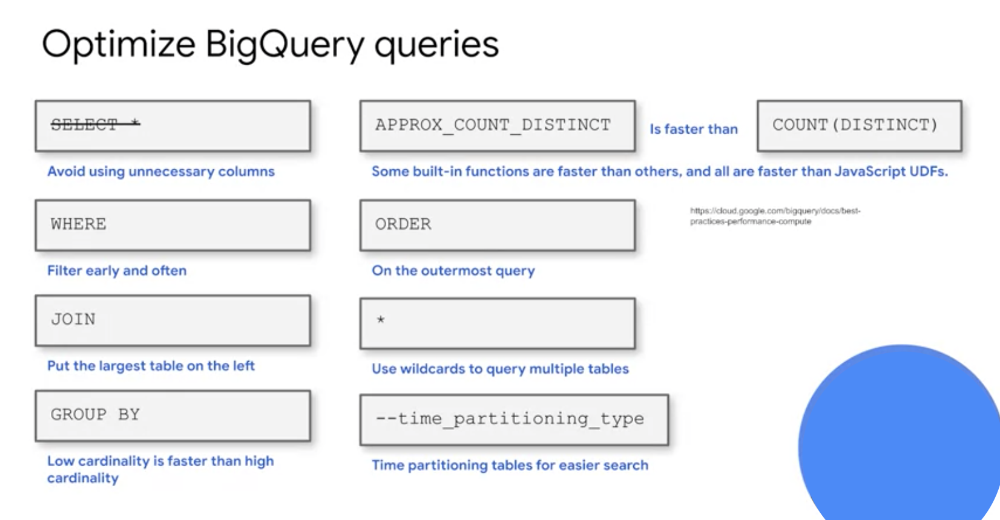 Optimize BigQuery queries
SELECT *
Avoid using unnecessary columns
WHERE
Filter early and often
JOIN
Put the largest table on the left
GROUP BY
Low cardinality is faster than high
cardinality
APPROX_COUNT_DISTINCT
Is faster than
COUNT(DISTINCT)
Some built-in functions are faster than others, and all are faster than JavaScript UDFs.
ORDER
On the outermost query
https://cloud.google.com/bigquery/docs/best-
practices-performance-compute
*
Use wildcards to query multiple tables
--time_partitioning_type
Time partitioning tables for easier search